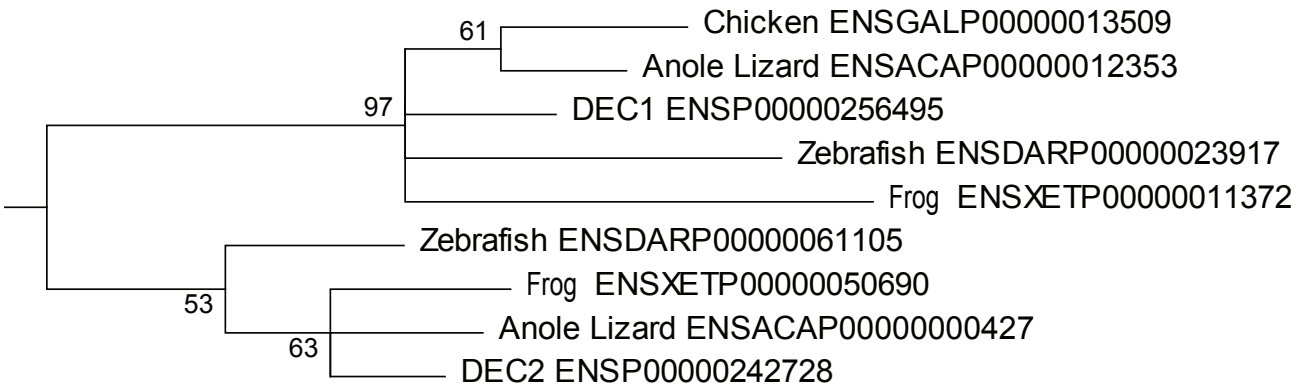 61
Chicken ENSGALP00000013509
Anole Lizard ENSACAP00000012353
97
DEC1 ENSP00000256495
Zebrafish ENSDARP00000023917
Frog ENSXETP00000011372
Zebrafish ENSDARP00000061105
53
Frog ENSXETP00000050690
Anole Lizard ENSACAP00000000427
63
DEC2 ENSP00000242728